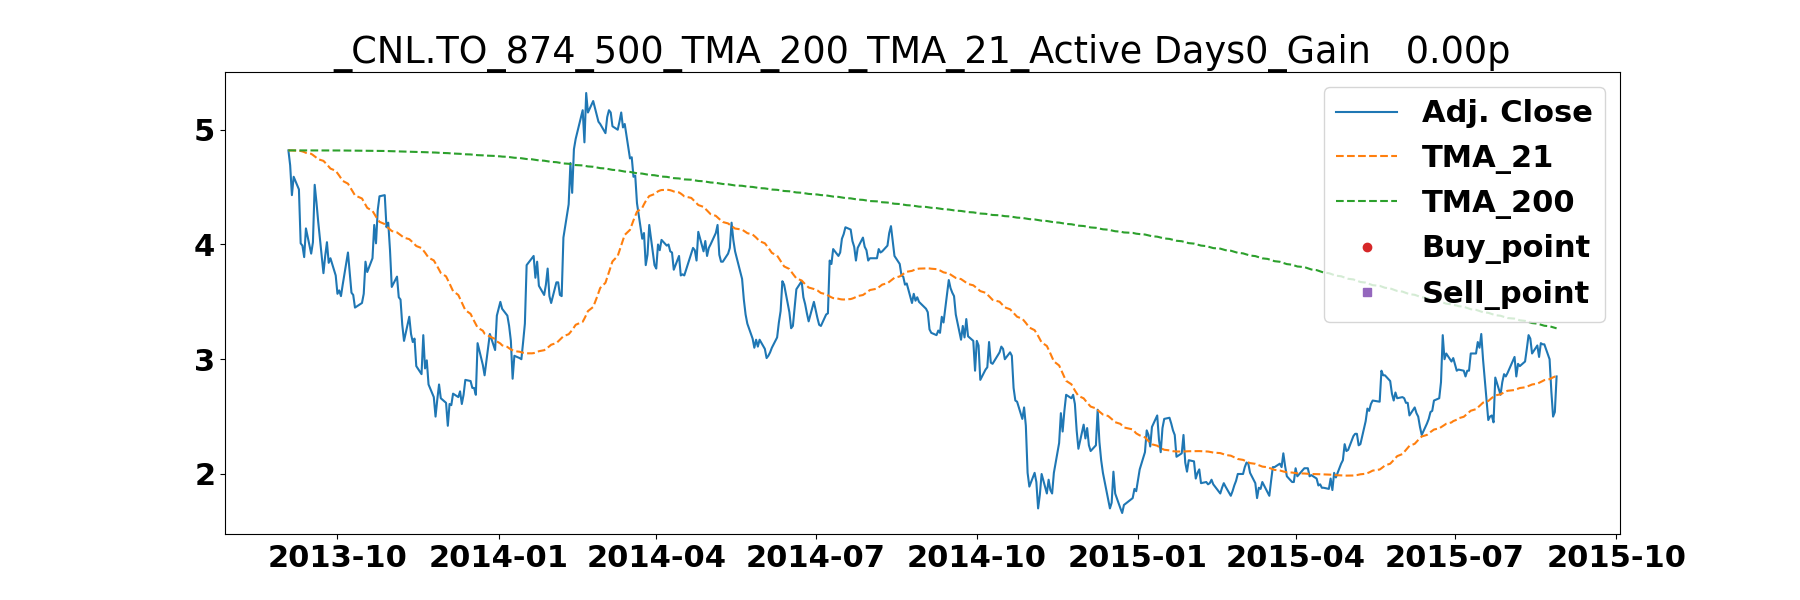 _CNL.TO_874_500_TMA_200_TMA_21_Active Days0_Gain   0.00p
5
4
3
2
Adj. Close
TMA_21
TMA_200
Buy_point
Sell_point
2013-10 2014-01 2014-04 2014-07 2014-10 2015-01 2015-04 2015-07 2015-10